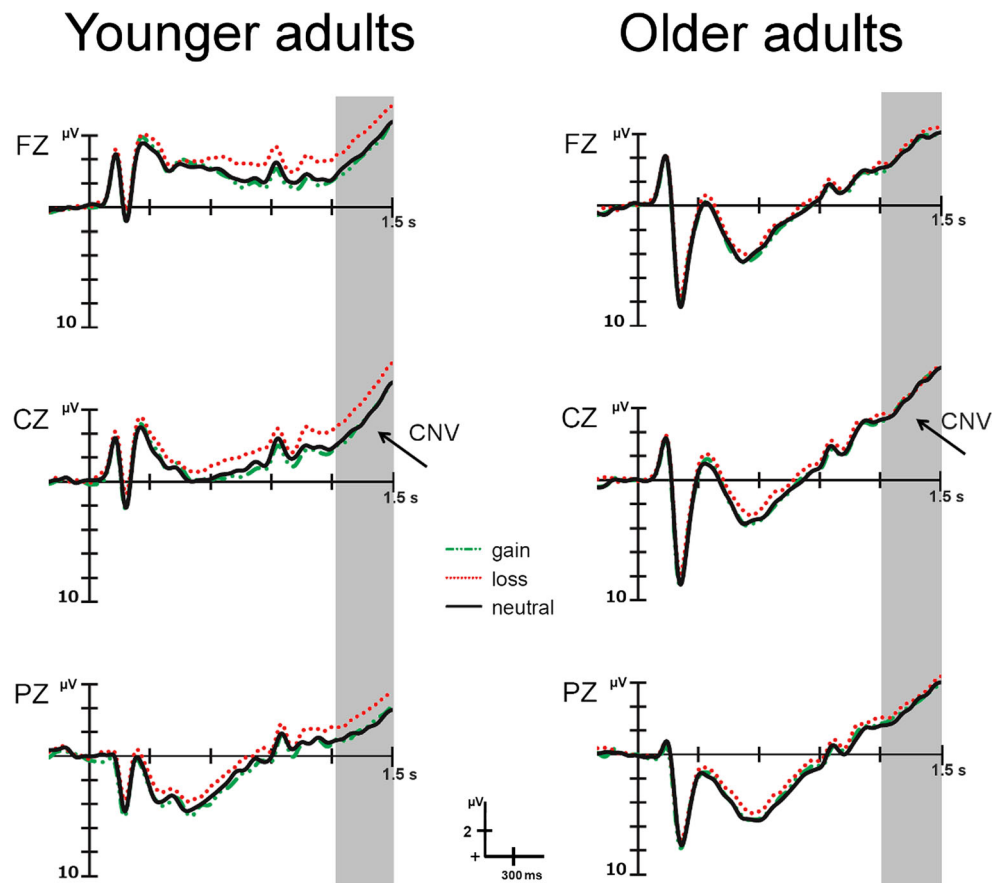 Younger adults
Older adults
FZ
µV
10
1.5 s
FZ
µV
10
1.5 s
CZ
µV
10
CNV
1.5 s
CZ
µV
10
CNV
1.5 s
gain
loss
neutral
PZ
µV
10
1.5 s
PZ
µV
10
1.5 s
µV
2
+
300 ms